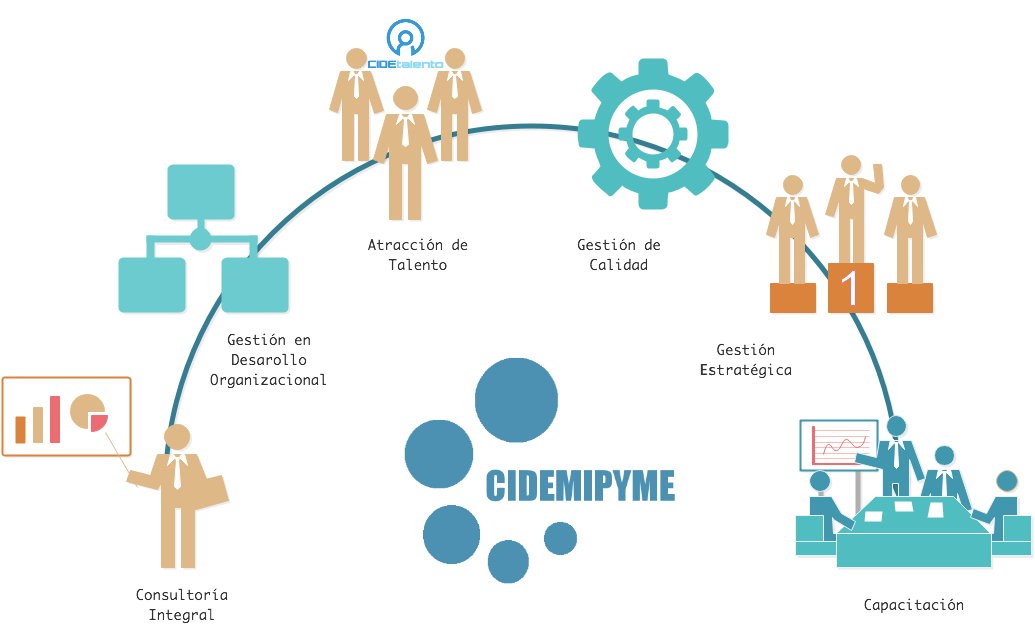 CIDEtalento
Atracción de
Talento
Gestión de
Calidad
1
Gestión en
Desarollo
Organizacional
Gestión
Estratégica
CIDEMIPYME
Consultoría
Integral
Capacitación